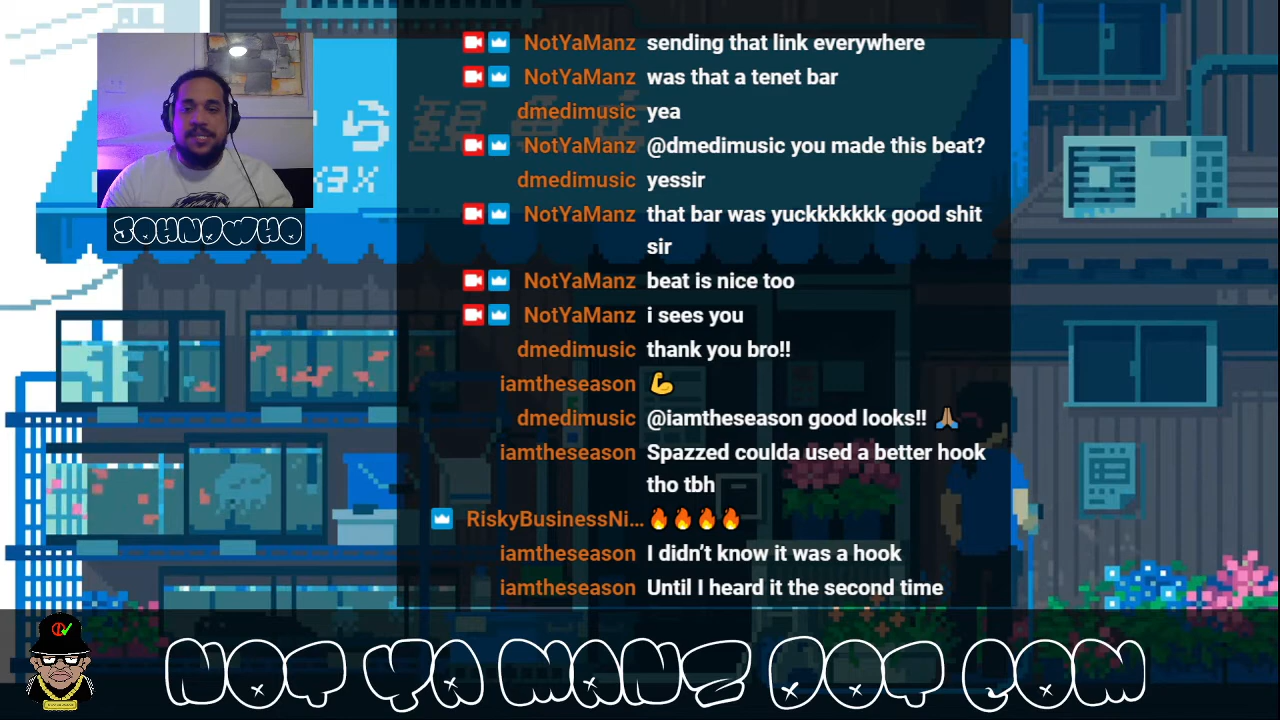 NotYaManz sending that link everywhere
NotYaManz was that a tenet bar
dmedimusic yea
NotYaManz @dmedimusic you made this beat?
dmedimusic yessir
NotYaManz that bar was yuckkkkkkk good shit
sir
NotYaManz beat is nice too
NotYaManz i sees you
dmedimusic thank you bro!!
iamtheseason 💪
dmedimusic @iamtheseason good looks!! 🙏🏽
iamtheseason Spazzed coulda used a better hook
tho tbh
RiskyBusinessNi... 🔥🔥🔥🔥
iamtheseason I didn’t know it was a hook
iamtheseason Until I heard it the second time
JOHNDWHO
NOT YA MANZ DOT COM